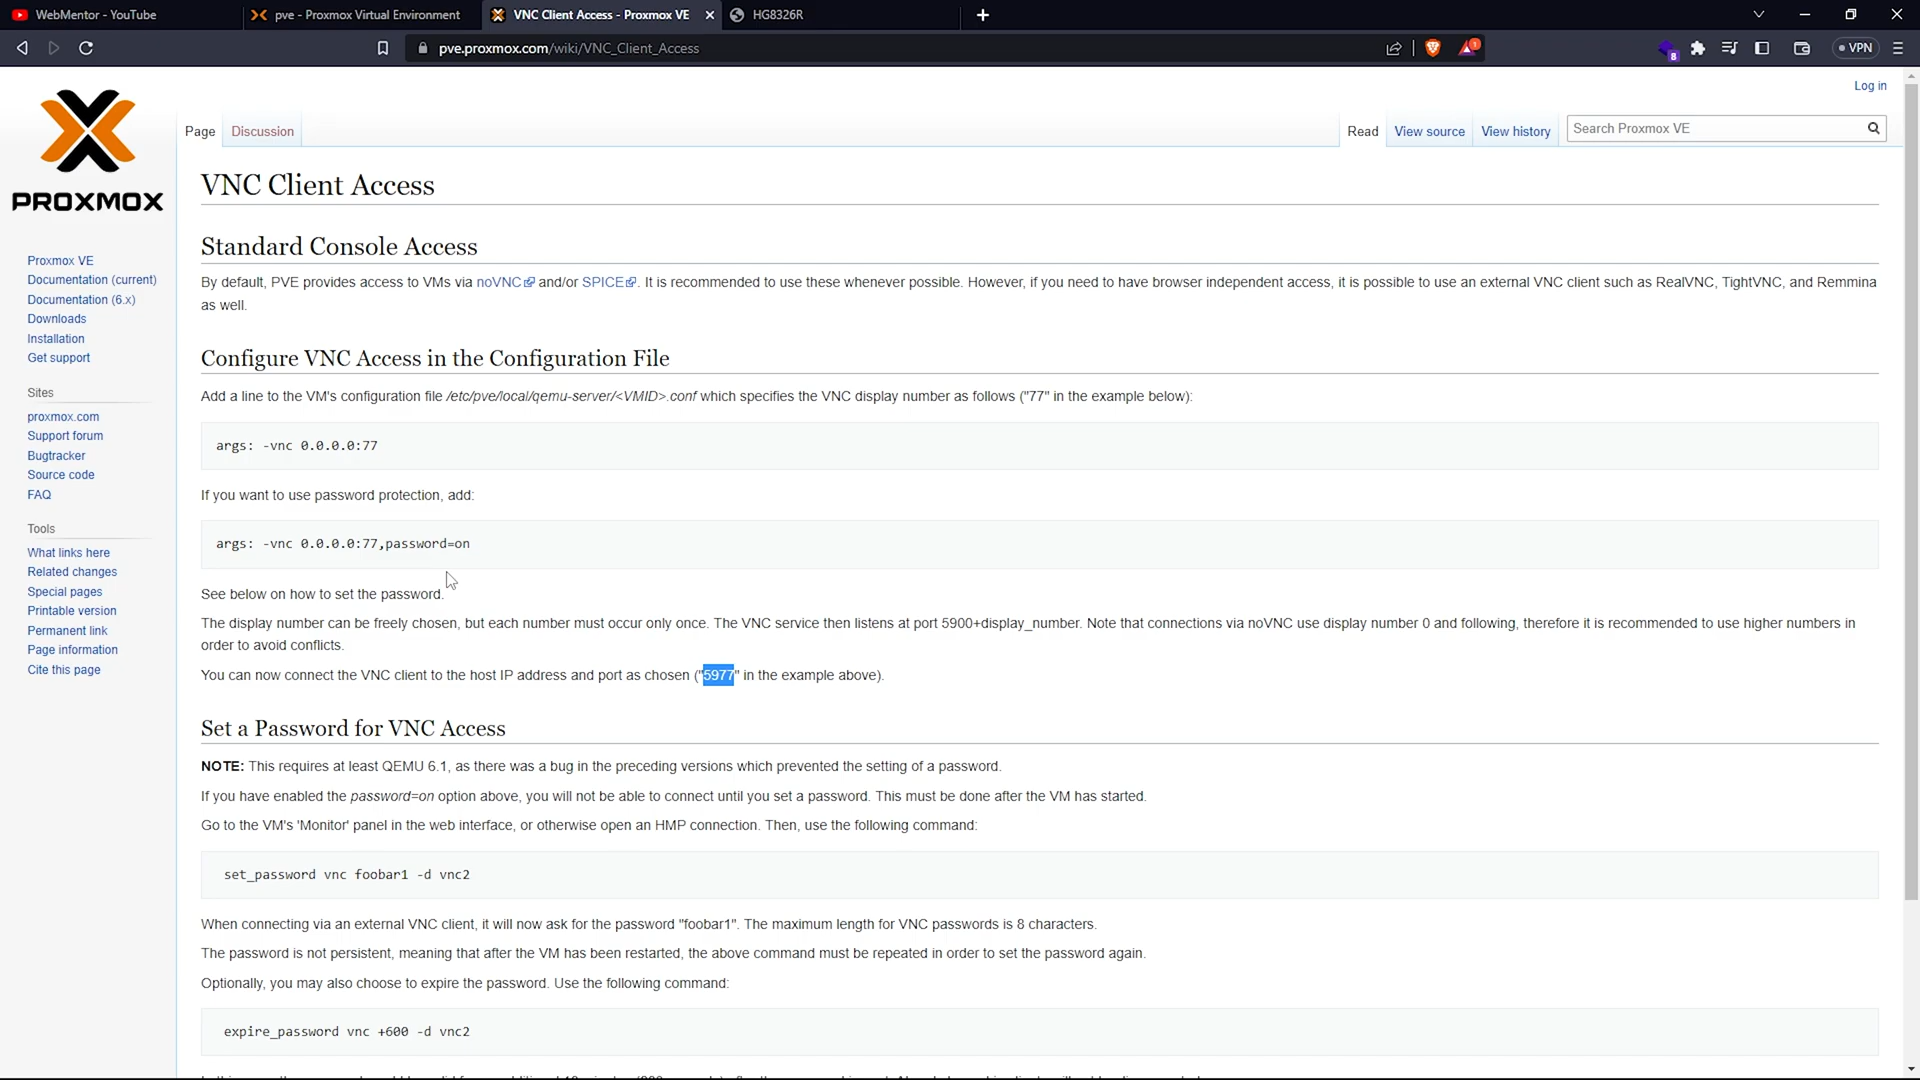 WebMentor - YouTube
pve - Proxmox Virtual Environment
VNC Client Access - Proxmox VE
HG8326R
pve.proxmox.com/wiki/VNC_Client_Access
1
8
VPN
Log in
PROXMOX
Page
Discussion
Read
View source
View history
Search Proxmox VE
VNC Client Access
Standard Console Access
By default, PVE provides access to VMs via noVNC and/or SPICE. It is recommended to use these whenever possible. However, if you need to have browser independent access, it is possible to use an external VNC client such as RealVNC, TightVNC, and Remmina
as well.
Configure VNC Access in the Configuration File
Add a line to the VM's configuration file /etc/pve/local/qemu-server/<VMID>.conf which specifies the VNC display number as follows ("77" in the example below):
args: -vnc 0.0.0.0:77
If you want to use password protection, add:
args: -vnc 0.0.0.0:77,password=on
See below on how to set the password.
The display number can be freely chosen, but each number must occur only once. The VNC service then listens at port 5900+display_number. Note that connections via noVNC use display number 0 and following, therefore it is recommended to use higher numbers in
order to avoid conflicts.
You can now connect the VNC client to the host IP address and port as chosen ("5977" in the example above).
Set a Password for VNC Access
NOTE: This requires at least QEMU 6.1, as there was a bug in the preceding versions which prevented the setting of a password.
If you have enabled the password=on option above, you will not be able to connect until you set a password. This must be done after the VM has started.
Go to the VM's 'Monitor' panel in the web interface, or otherwise open an HMP connection. Then, use the following command:
set_password vnc foobar1 -d vnc2
When connecting via an external VNC client, it will now ask for the password "foobar1". The maximum length for VNC passwords is 8 characters.
The password is not persistent, meaning that after the VM has been restarted, the above command must be repeated in order to set the password again.
Optionally, you may also choose to expire the password. Use the following command:
expire_password vnc +600 -d vnc2
Proxmox VE
Documentation (current)
Documentation (6.x)
Downloads
Installation
Get support
Sites
proxmox.com
Support forum
Bugtracker
Source code
FAQ
Tools
What links here
Related changes
Special pages
Printable version
Permanent link
Page information
Cite this page